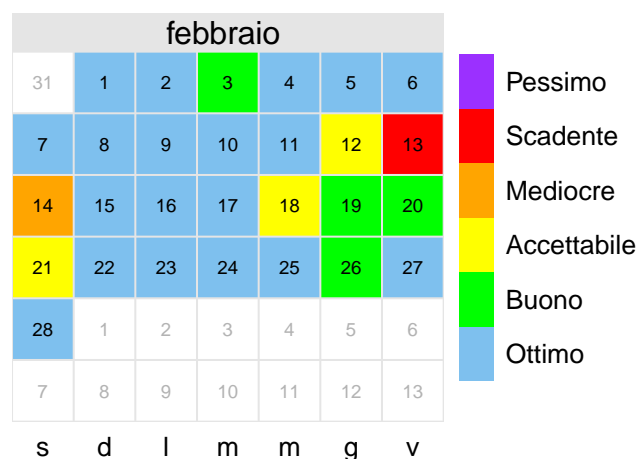 febbraio
31 1 2 3 4 5 6
7 8 9 10 11 12 13
14 15 16 17 18 19 20
21 22 23 24 25 26 27
28 1 2 3 4 5 6
7 8 9 10 11 12 13
s d l m m g v
Pessimo
Scadente
Mediocre
Accettabile
Buono
Ottimo